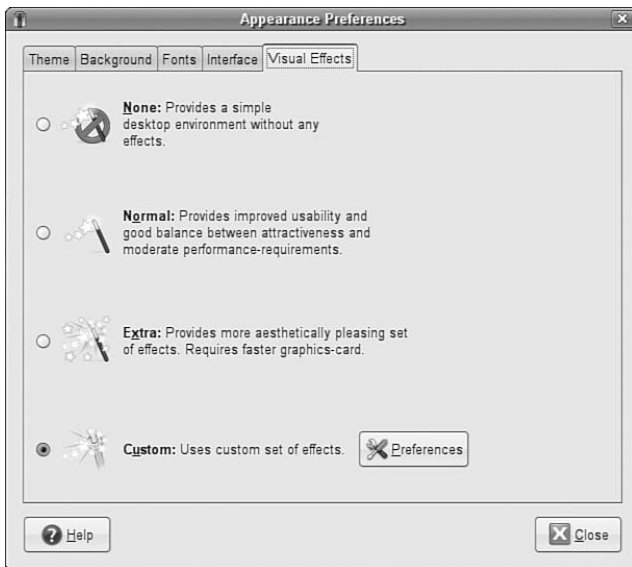 Appearance Preferences
Theme Background Fonts Interface Visual Effects
None: Provides a simple
desktop environment without any
effects.
Normal: Provides improved usability and
good balance between attractiveness and
moderate performance-requirements.
Extra: Provides more aesthetically pleasing set
of effects. Requires faster graphics-card.
Custom: Uses custom set of effects. Preferences
Help Close